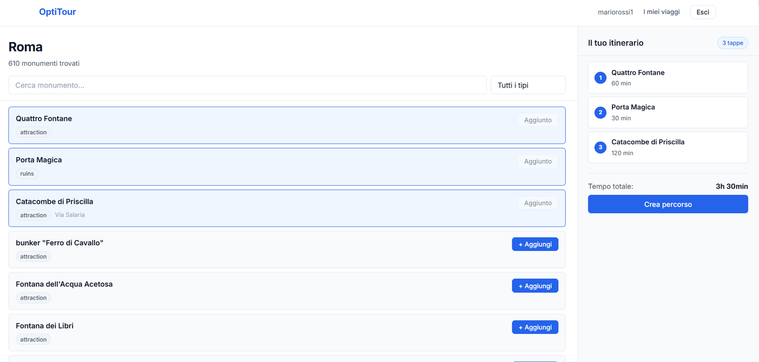 OptiTour
mariorossi1
I miei viaggi
Esci
Roma
610 monumenti trovati
Cerca monumento...
Tutti i tipi
Quattro Fontane
Aggiunto
attraction
Porta Magica
Aggiunto
ruins
Catacombe di Priscilla
Aggiunto
attraction Via Salaria
bunker "Ferro di Cavallo"
+ Aggiungi
attraction
Fontana dell'Acqua Acetosa
+ Aggiungi
attraction
Fontana dei Libri
+ Aggiungi
attraction
Il tuo itinerario
3 tappe
1
Quattro Fontane
60 min
2
Porta Magica
30 min
3
Catacombe di Priscilla
120 min
Tempo totale: 3h 30min
Crea percorso